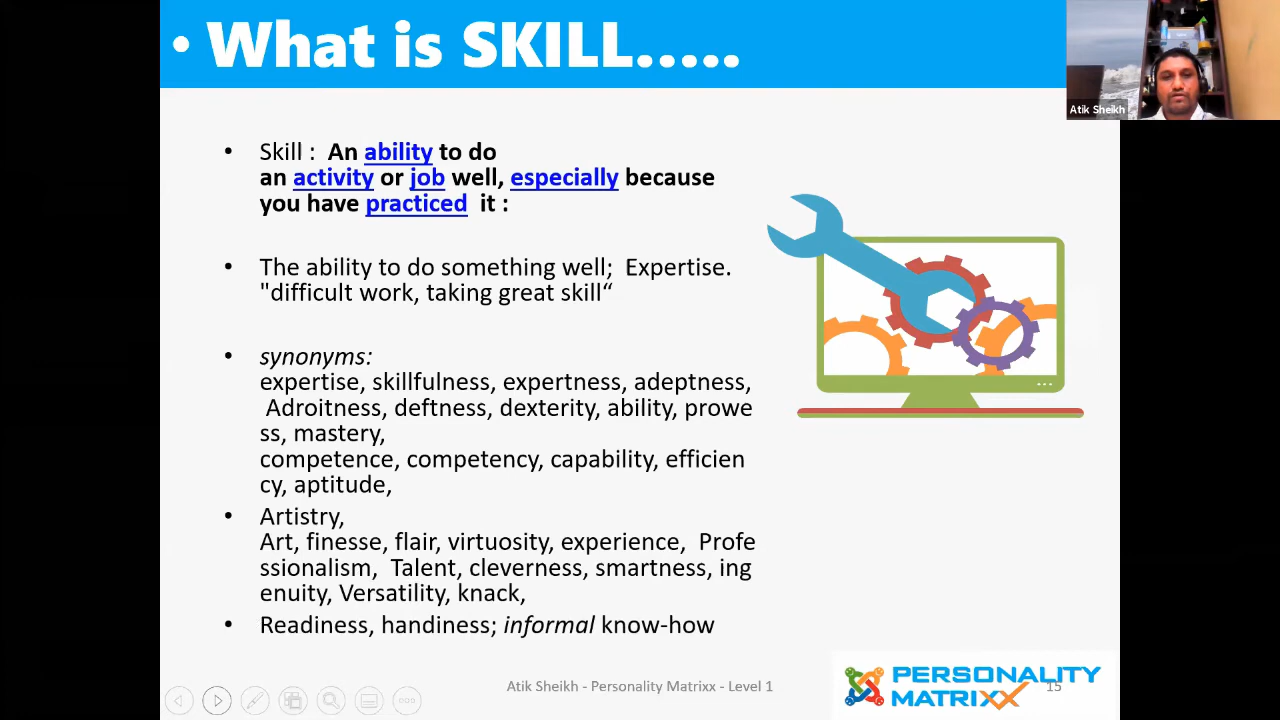 • What is SKILL.....
Atik Sheikh
• Skill : An ability to do
an activity or job well, especially because
you have practiced it :
• The ability to do something well; Expertise.
"difficult work, taking great skill“
• synonyms:
expertise, skillfulness, expertness, adeptness,
Adroitness, deftness, dexterity, ability, prowe
ss, mastery,
competence, competency, capability, efficien
cy, aptitude,
• Artistry,
Art, finesse, flair, virtuosity, experience, Profe
ssionalism, Talent, cleverness, smartness, ing
enuity, Versatility, knack,
• Readiness, handiness; informal know-how
Atik Sheikh - Personality Matrixx - Level 1
15
PERSONALITY
MATRIXX